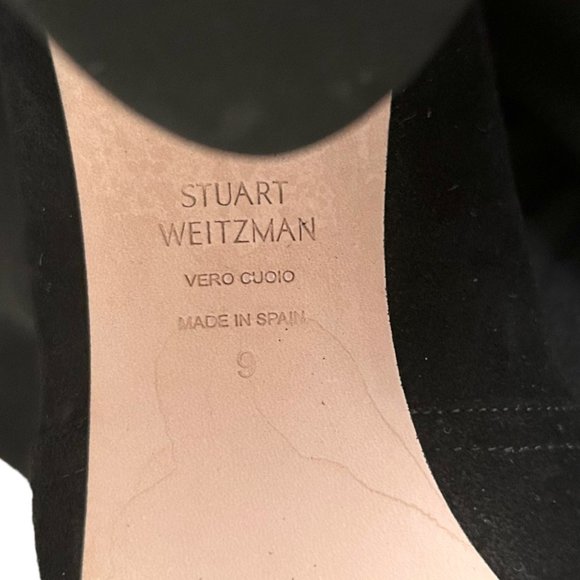 STUART
WEITZMAN
VERO CUOIO
MADE IN SPAIN
9